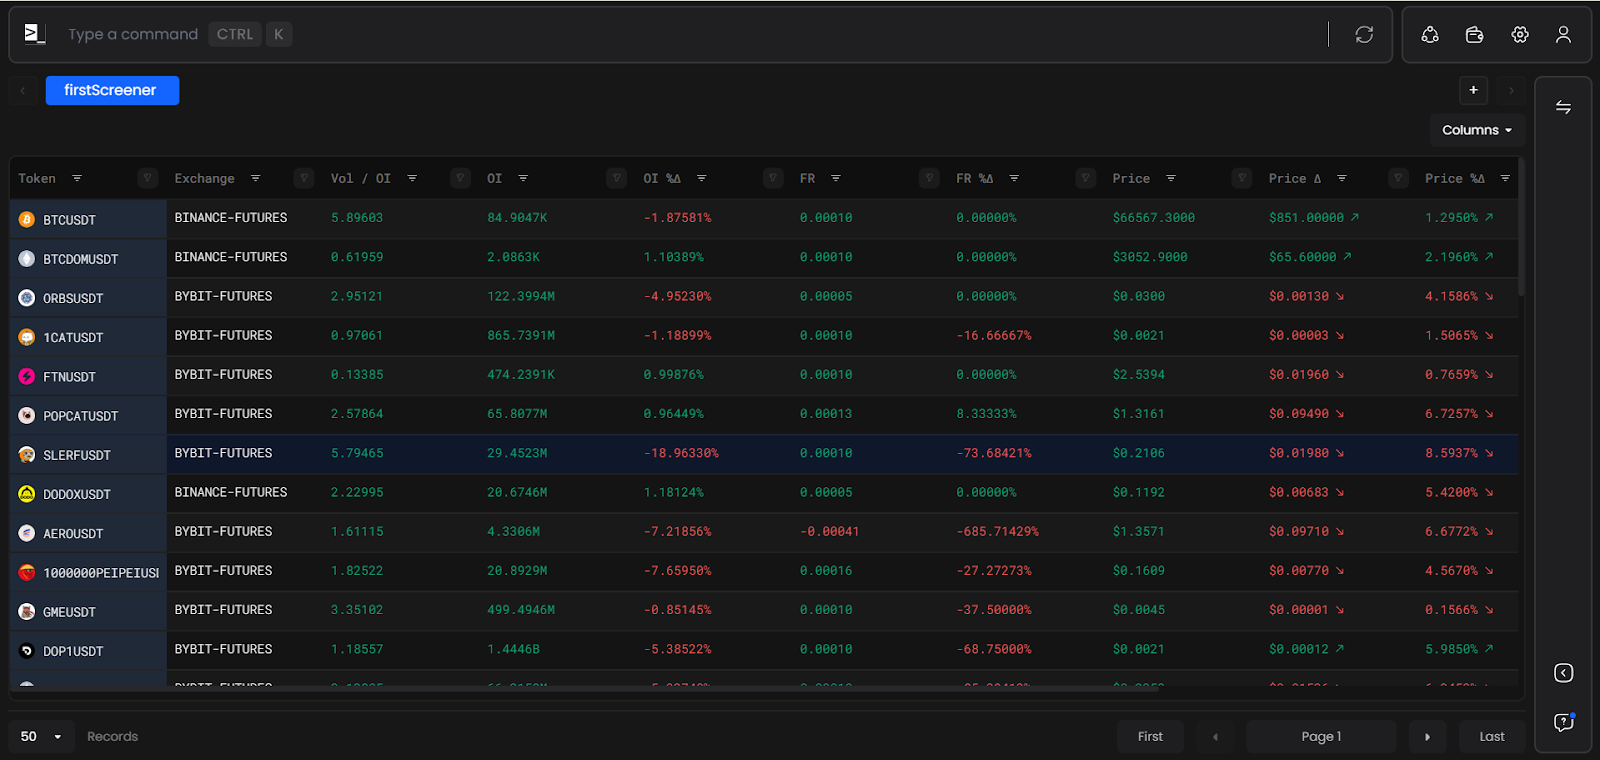 Type a command CTRL K
firstScreener +
Columns
Token Exchange Vol / OI OI OI %Δ FR FR %Δ Price Price Δ Price %Δ
BTCUSDT BINANCE-FUTURES 5.89603 84.9047K -1.87581% 0.00010 0.00000% $66567.3000 $851.00000 ↗ 1.2950% ↗
BTCDOMUSDT BINANCE-FUTURES 0.61959 2.0863K 1.10389% 0.00010 0.00000% $3052.9000 $65.60000 ↗ 2.1960% ↗
ORBSUSDT BYBIT-FUTURES 2.95121 122.3994M -4.95230% 0.00005 0.00000% $0.0300 $0.00130 ↘ 4.1586% ↘
1CATUSDT BYBIT-FUTURES 0.97061 865.7391M -1.18899% 0.00010 -16.66667% $0.0021 $0.00003 ↘ 1.5065% ↘
FTNUSDT BYBIT-FUTURES 0.13385 474.2391K 0.99876% 0.00010 0.00000% $2.5394 $0.01960 ↘ 0.7659% ↘
POPCATUSDT BYBIT-FUTURES 2.57864 65.8077M 0.96449% 0.00013 8.33333% $1.3161 $0.09490 ↘ 6.7257% ↘
SLERFUSDT BYBIT-FUTURES 5.79465 29.4523M -18.96330% 0.00010 -73.68421% $0.2106 $0.01980 ↘ 8.5937% ↘
DODOXUSDT BINANCE-FUTURES 2.22995 20.6746M 1.18124% 0.00005 0.00000% $0.1192 $0.00683 ↘ 5.4200% ↘
AEROUSDT BYBIT-FUTURES 1.61115 4.3306M -7.21856% -0.00041 -685.71429% $1.3571 $0.09710 ↘ 6.6772% ↘
1000000PEIPEIUS BYBIT-FUTURES 1.82522 20.8929M -7.65950% 0.00016 -27.27273% $0.1609 $0.00770 ↘ 4.5670% ↘
GMEUSDT BYBIT-FUTURES 3.35102 499.4946M -0.85145% 0.00010 -37.50000% $0.0045 $0.00001 ↘ 0.1566% ↘
DOP1USDT BYBIT-FUTURES 1.18557 1.4446B -5.38522% 0.00010 -68.75000% $0.0021 $0.00012 ↗ 5.9850% ↗
50 Records First Page 1 Last